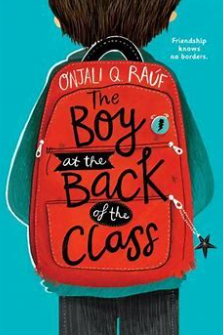 Friendship
knows
no borders.
ONJALI Q RAÚF
The
Boy
at the
BACK
of the
Class